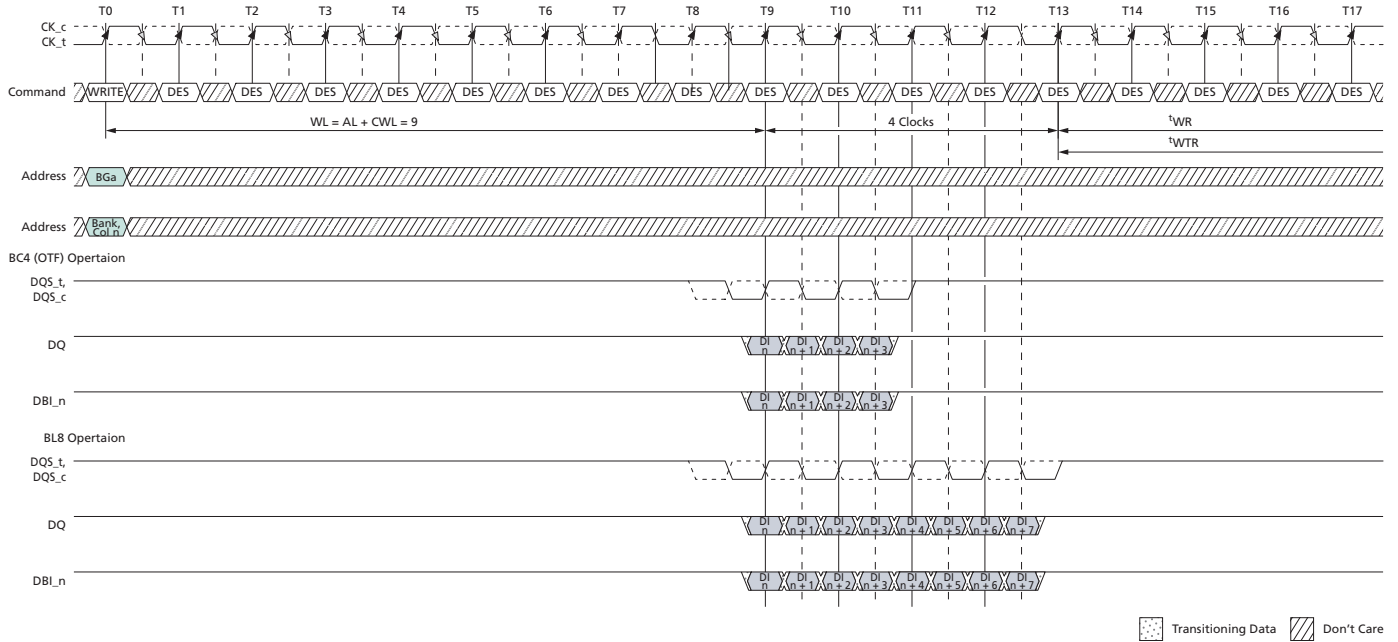 T0 T1 T2 T3 T4 T5 T6 T7 T8 T9 T10 T11 T12 T13 T14 T15 T16 T17
CK_c
CK_t
Command WRITE DES DES DES DES DES DES DES DES DES DES DES DES DES DES DES DES DES
WL = AL + CWL = 9 4 Clocks tWR
tWTR
Address BGa
Address Bank, Col n
BC4 (OTF) Opertaion
DQS_t,
DQS_c
DQ DI n DI n + 1 DI n + 2 DI n + 3
DBI_n DI n DI n + 1 DI n + 2 DI n + 3
BL8 Opertaion
DQS_t,
DQS_c
DQ DI n DI n + 1 DI n + 2 DI n + 3 DI n + 4 DI n + 5 DI n + 6 DI n + 7
DBI_n DI n DI n + 1 DI n + 2 DI n + 3 DI n + 4 DI n + 5 DI n + 6 DI n + 7
Transitioning Data Don't Care